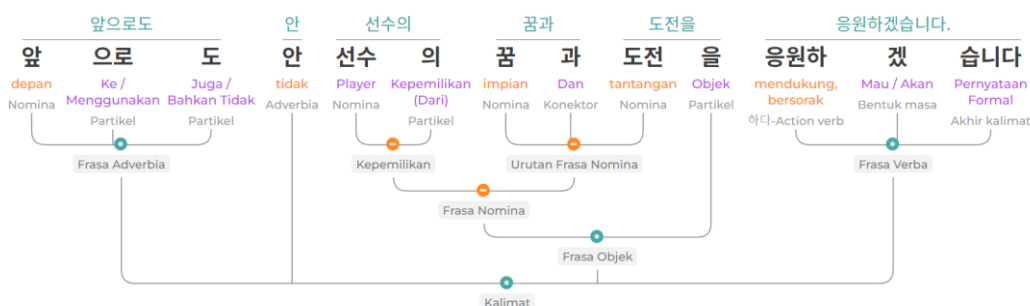 앞으로도 안 선수의 꿈과 도전을 응원하겠습니다.
앞 으로 도 안 선수 의 꿈 과 도전 을 응원하 겠 습니다
depan Ke / Juga / tidak Player Kepemilikan impian Dan tantangan Objek mendukung, Mau / Akan Pernyataan
Nomina Menggunakan Bahkan Tidak Adverbia Nomina (Dari) Nomina Konektor Nomina Partikel bersorak Bentuk masa Formal
Partikel Partikel Partikel 하다-Action verb Akhir kalimat
Frasa Adverbia Kepemilikan Urutan Frasa Nomina Frasa Verba
Frasa Nomina
Frasa Objek
Kalimat